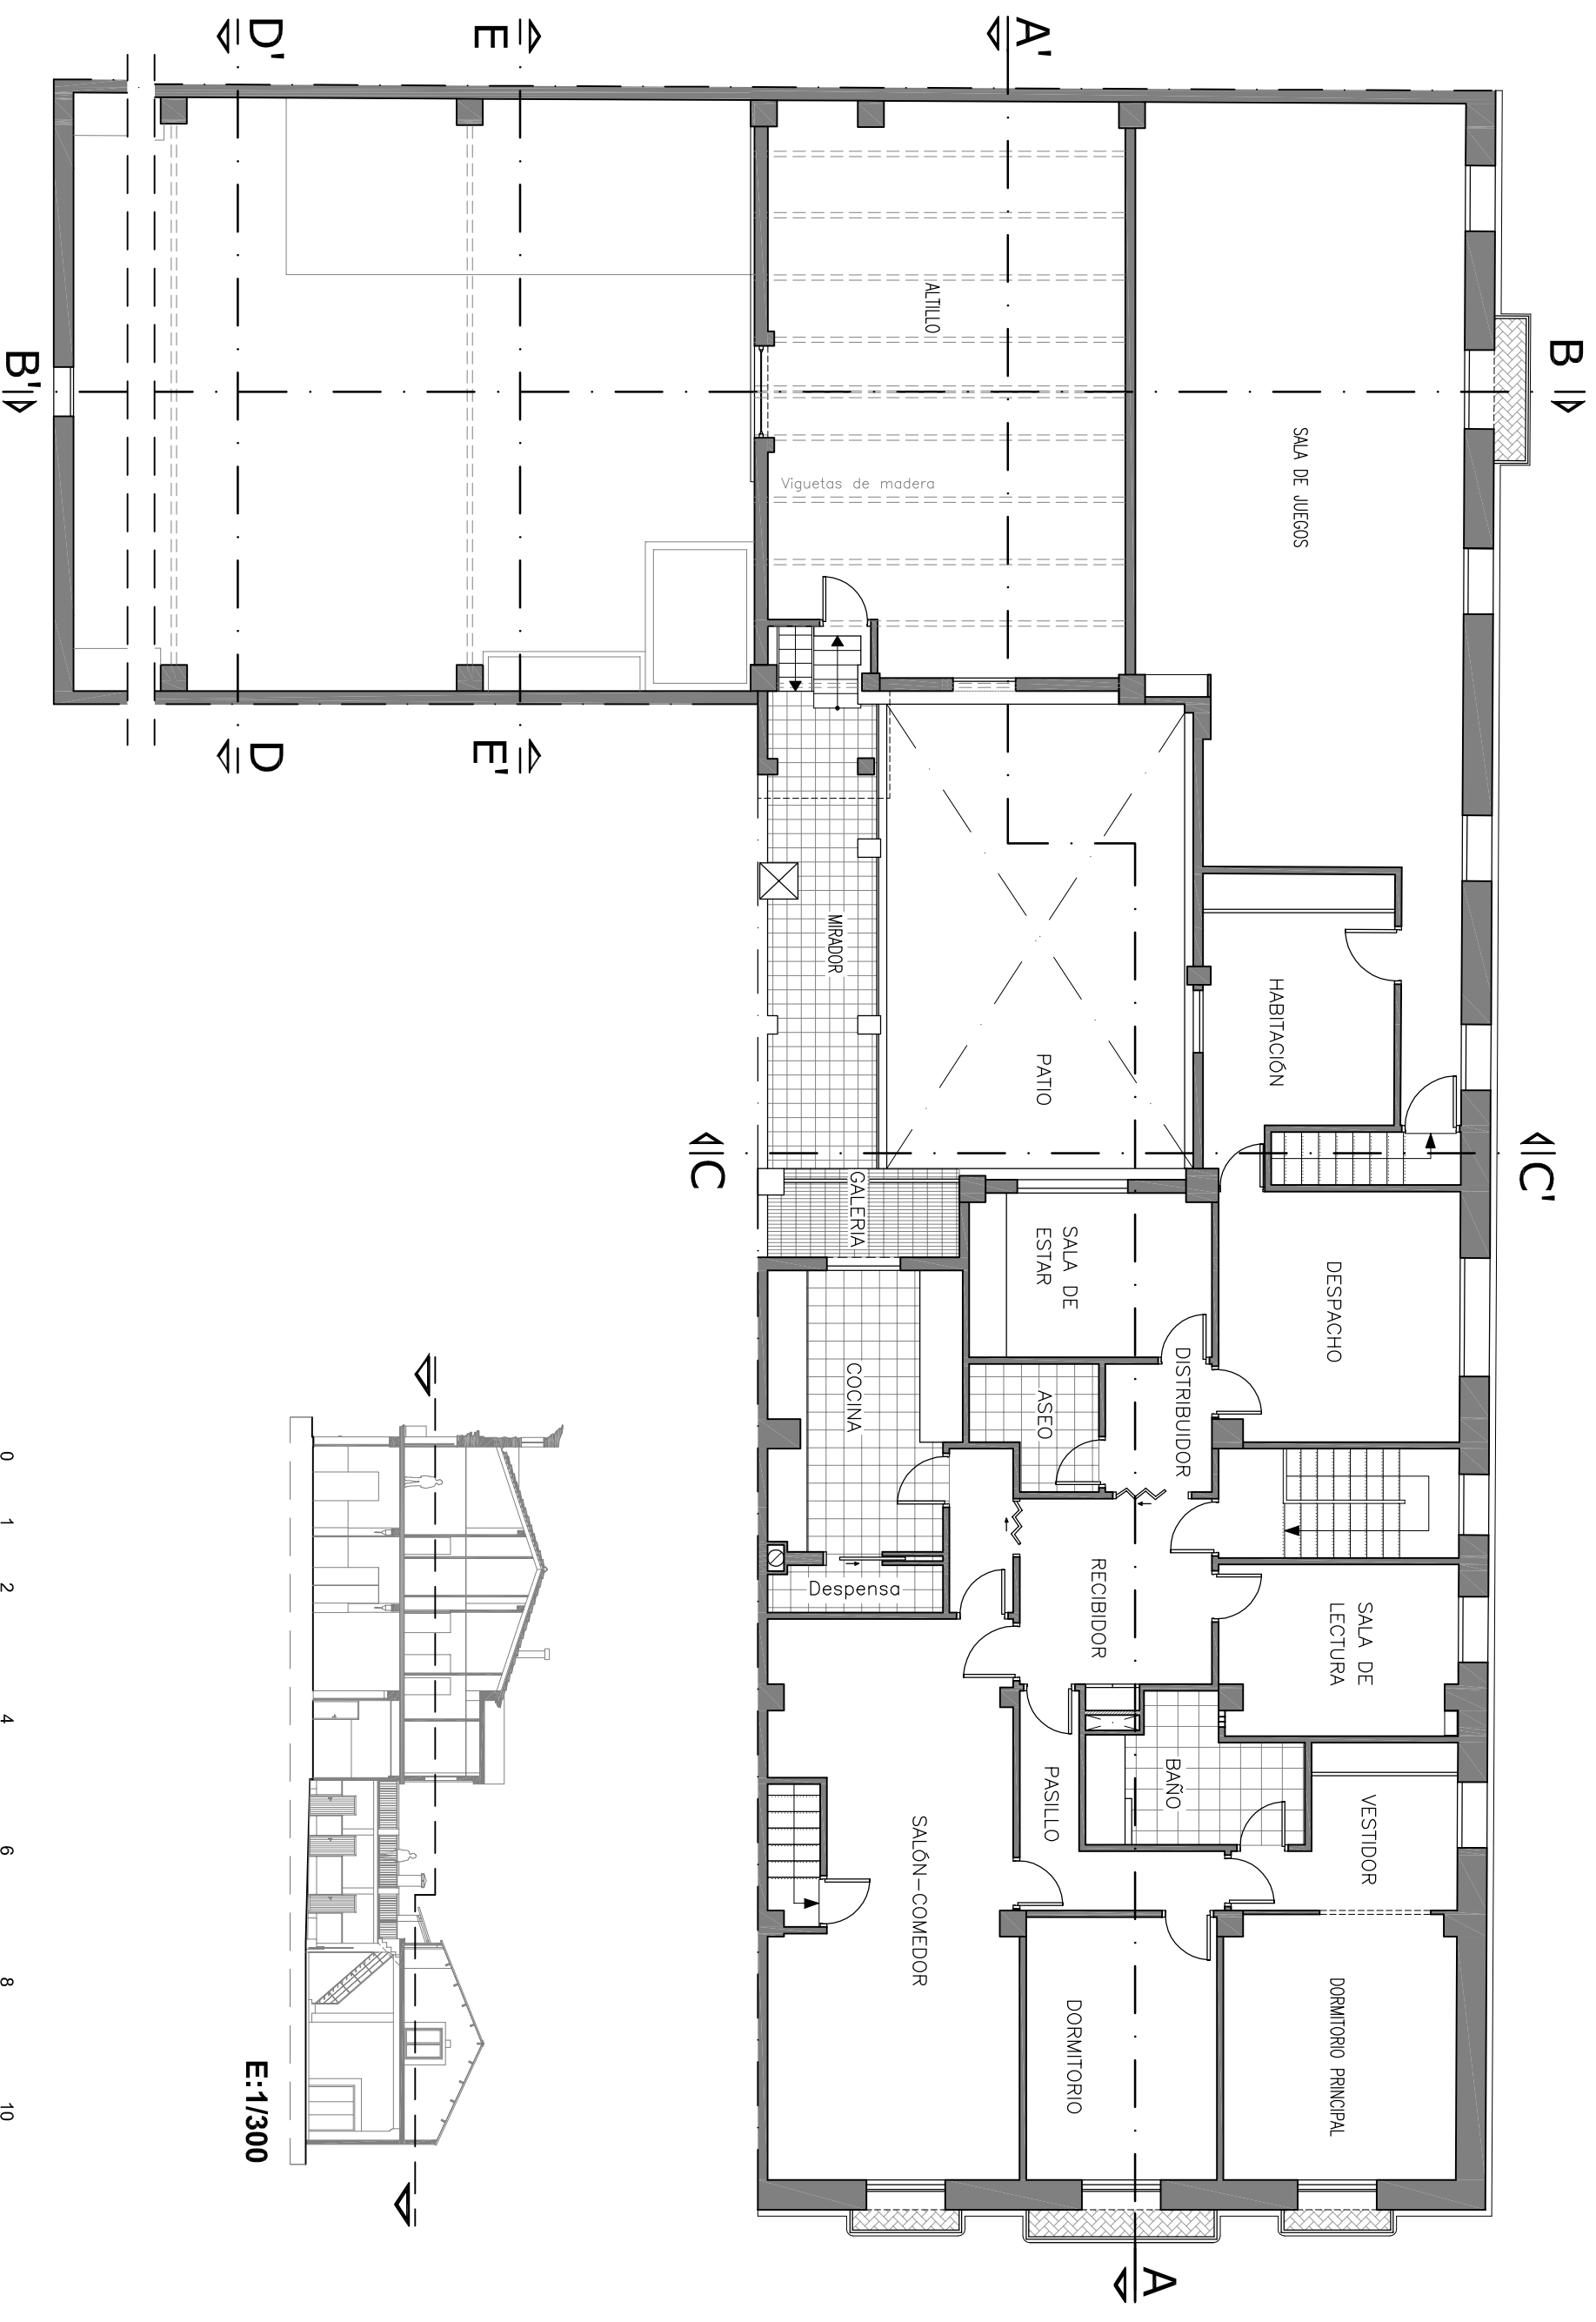 D'
E
A'
B
B'
ALTILLO
SALA DE JUEGOS
Viguetas de madera
D
E'
MIRADOR
PATIO
HABITACIÓN
C
C'
GALERIA
SALA DE
ESTAR
DESPACHO
COCINA
ASEO
DISTRIBUIDOR
Despensa
RECIBIDOR
SALA DE
LECTURA
PASILLO
BAÑO
VESTIDOR
SALÓN-COMEDOR
DORMITORIO
DORMITORIO PRINCIPAL
A
E:1/300
0 1 2 4 6 8 10